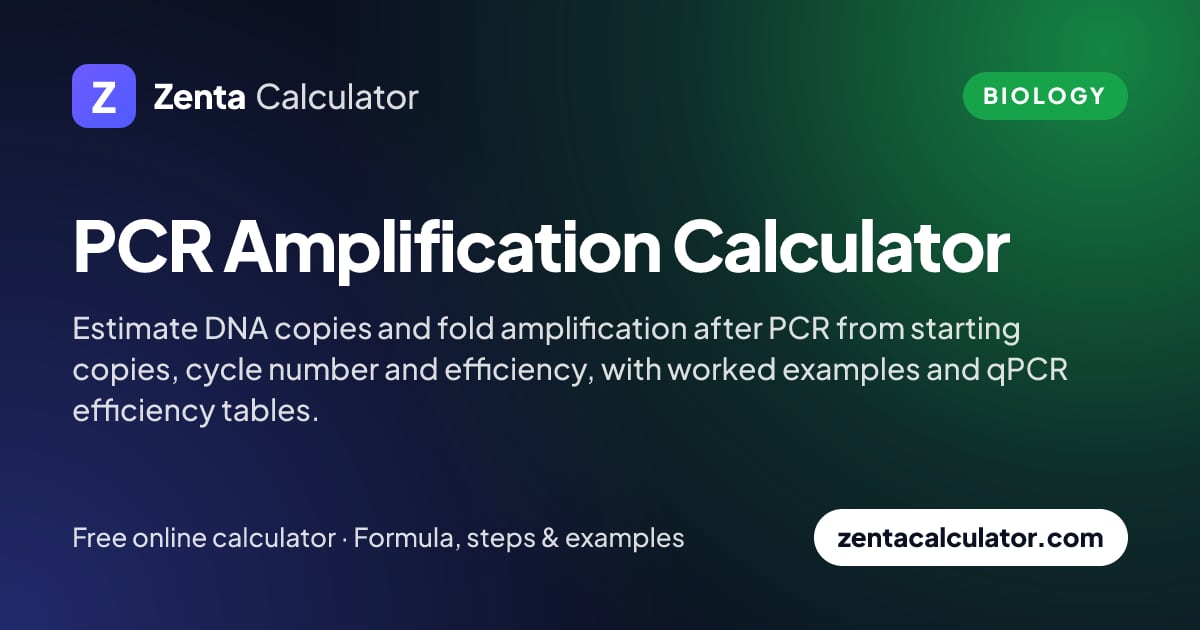 Z
Zenta Calculator
BIOLOGY
PCR Amplification Calculator
Estimate DNA copies and fold amplification after PCR from starting
copies, cycle number and efficiency, with worked examples and qPCR
efficiency tables.
Free online calculator · Formula, steps & examples
zentacalculator.com